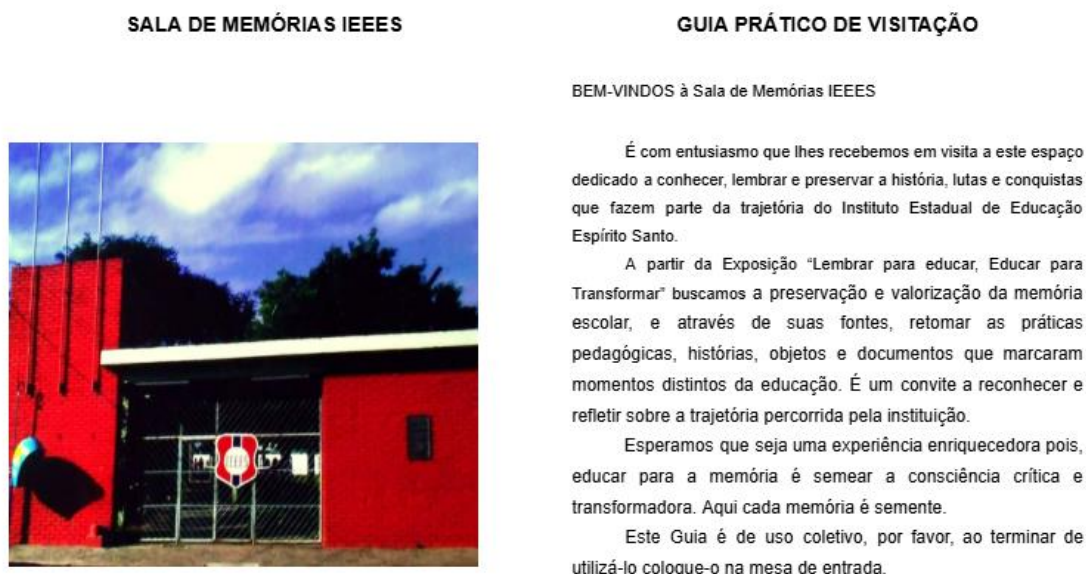 SALA DE MEMÓRIAS IEEES
GUIA PRÁTICO DE VISITAÇÃO
BEM-VINDOS à Sala de Memórias IEEES
É com entusiasmo que lhes recebemos em visita a este espaço
dedicado a conhecer, lembrar e preservar a história, lutas e conquistas
que fazem parte da trajetória do Instituto Estadual de Educação
Espírito Santo.
A partir da Exposição “Lembrar para educar, Educar para
Transformar” buscamos a preservação e valorização da memória
escolar, e através de suas fontes, retomar as práticas
pedagógicas, histórias, objetos e documentos que marcaram
momentos distintos da educação. É um convite a reconhecer e
refletir sobre a trajetória percorrida pela instituição.
Esperamos que seja uma experiência enriquecedora pois,
educar para a memória é semear a consciência crítica e
transformadora. Aqui cada memória é semente.
Este Guia é de uso coletivo, por favor, ao terminar de
utilizá-lo coloque-o na mesa de entrada.